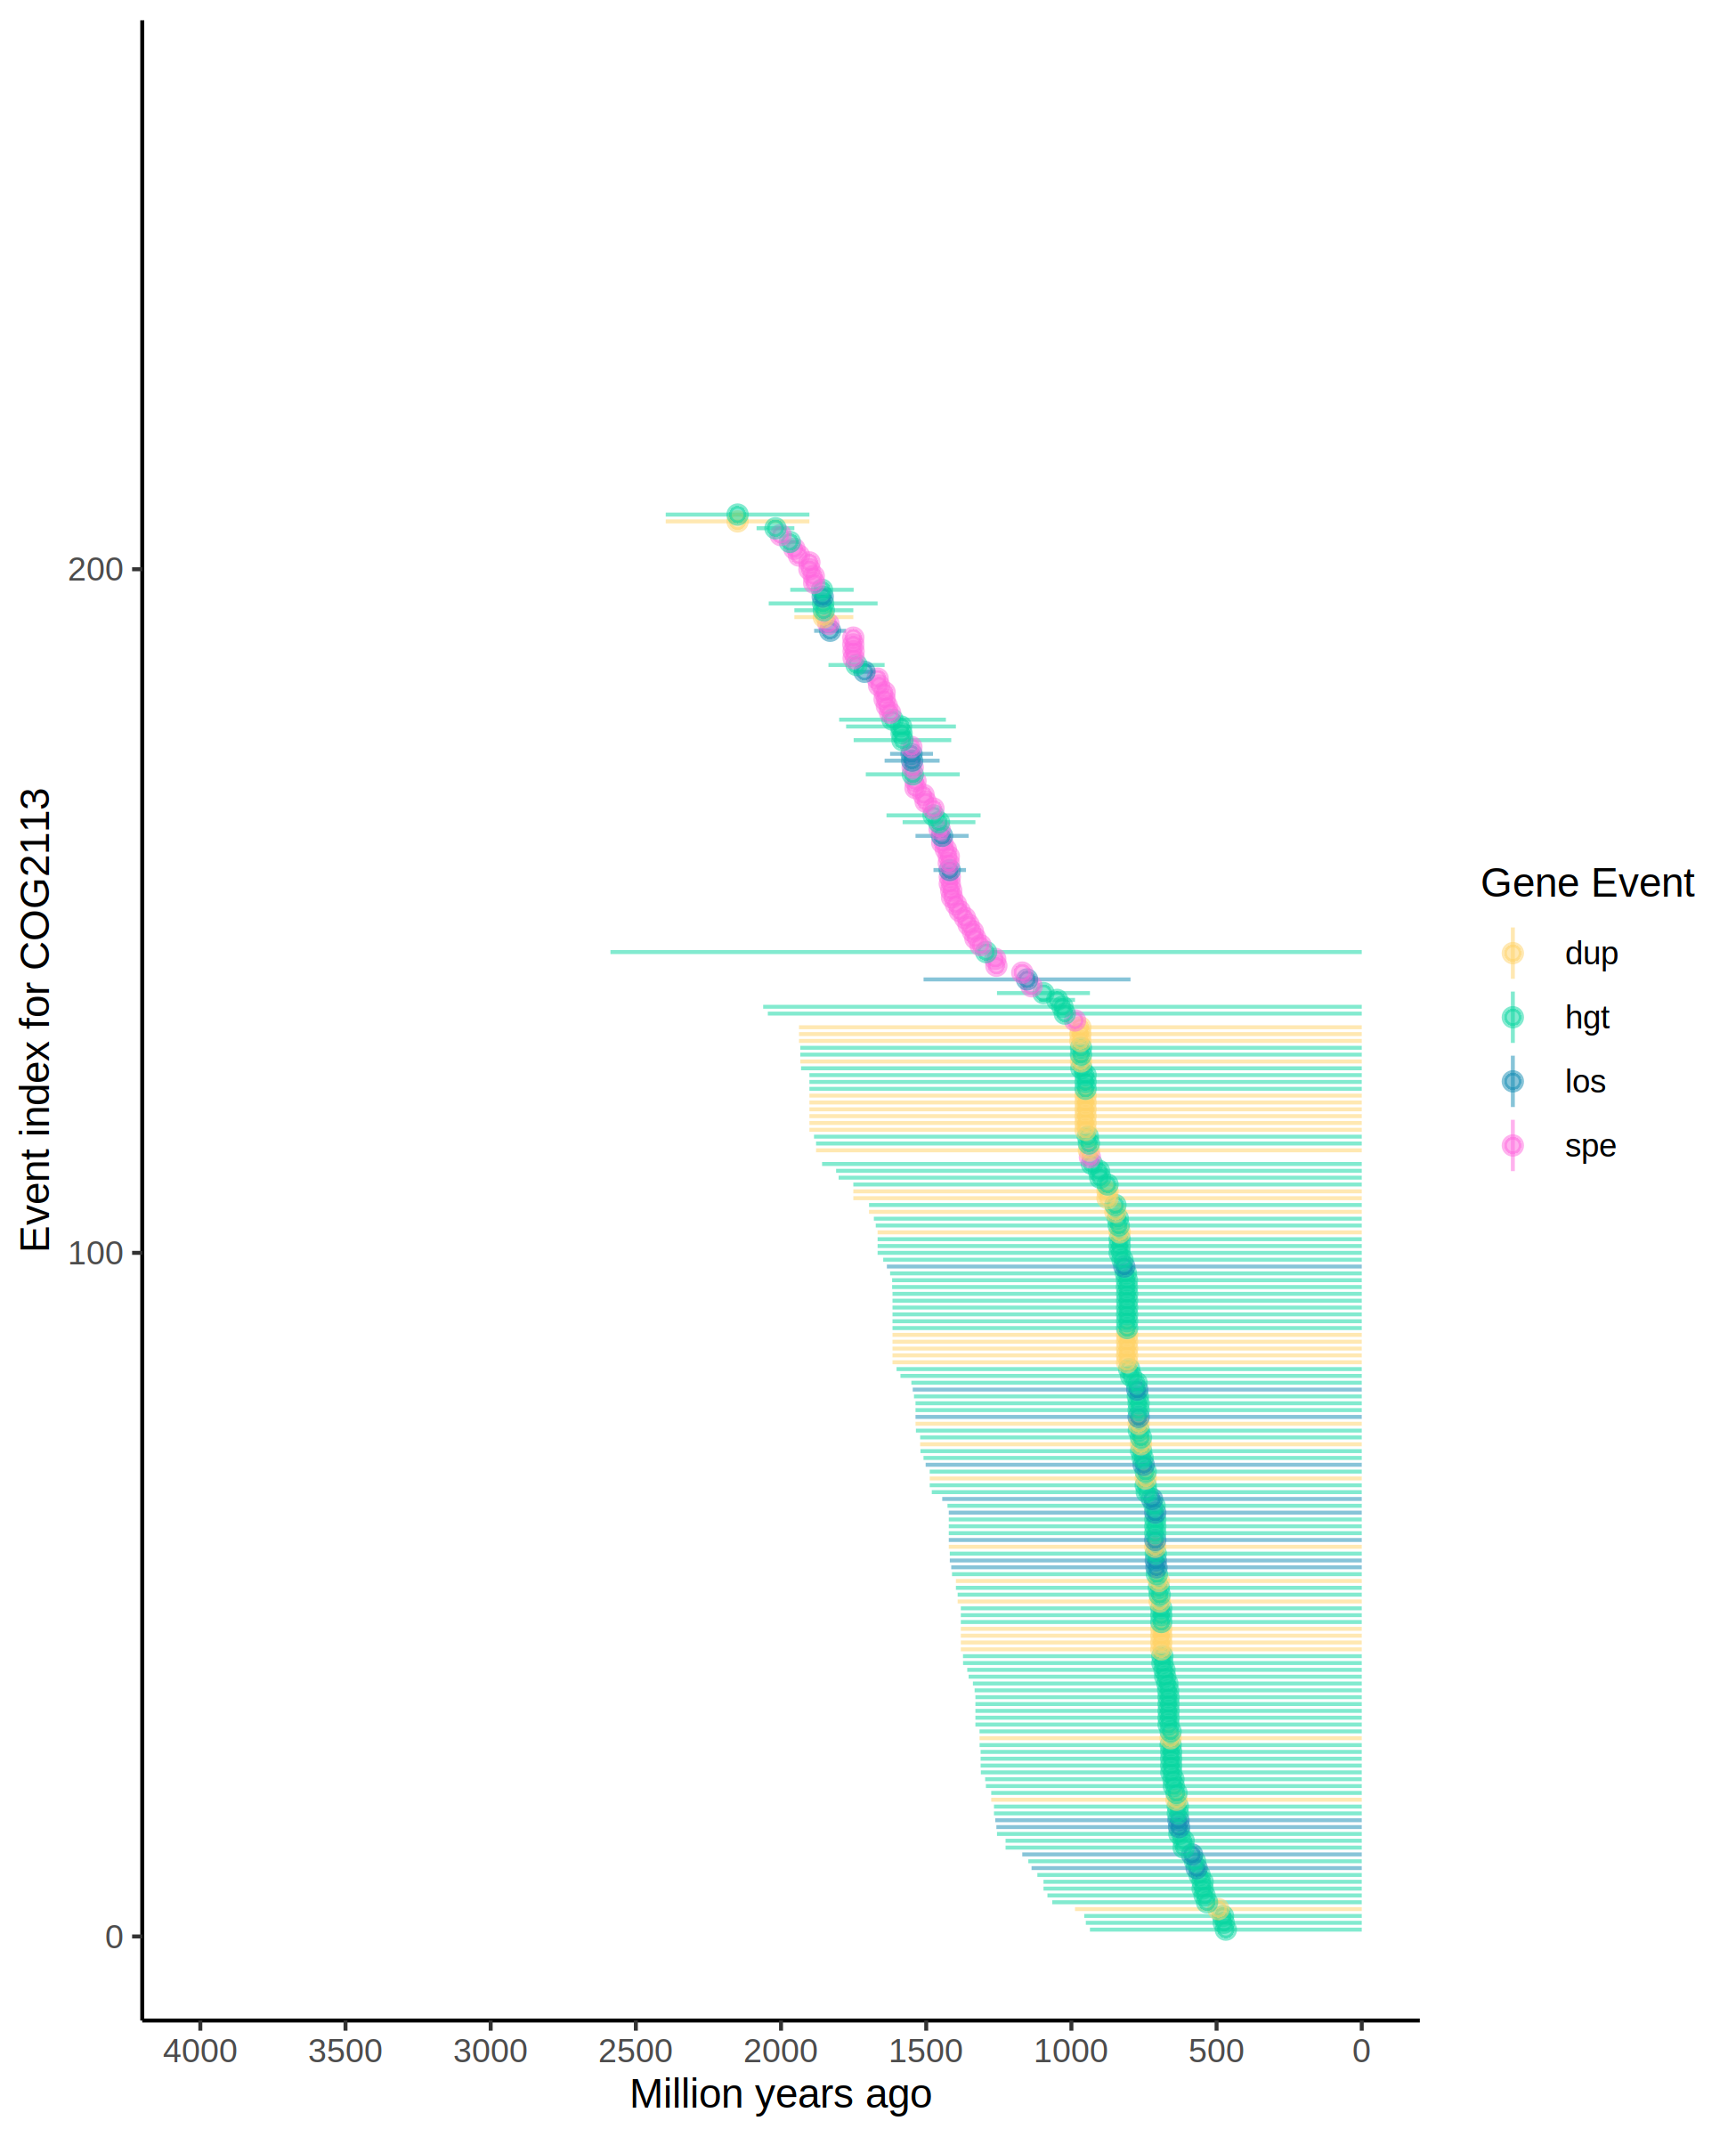 Event index for COG2113
200
100
0
4000 3500 3000 2500 2000 1500 1000 500 0
Million years ago
Gene Event
dup
hgt
los
spe